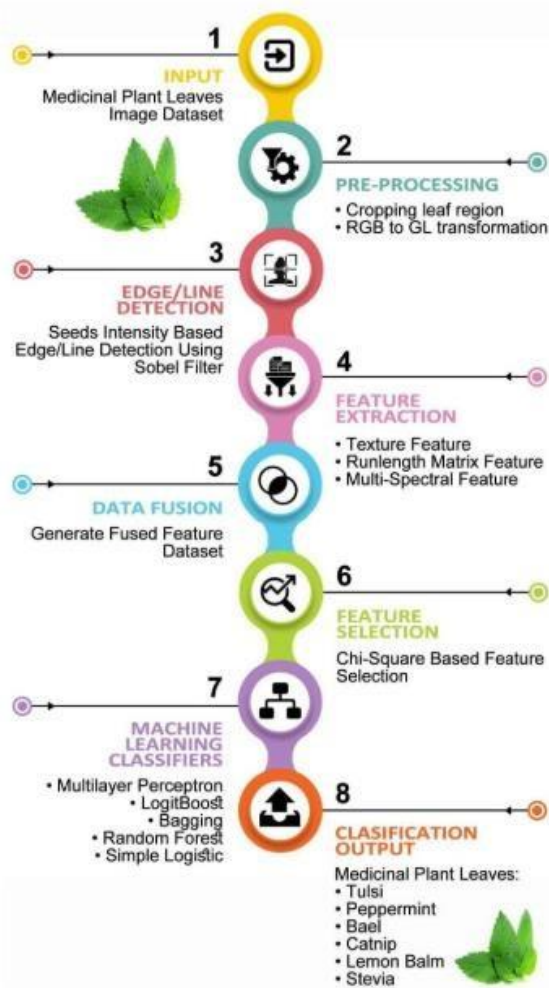 1
INPUT
Medicinal Plant Leaves
Image Dataset
2
PRE-PROCESSING
• Cropping leaf region
• RGB to GL transformation
3
EDGE/LINE
DETECTION
Seeds Intensity Based
Edge/Line Detection Using
Sobel Filter
4
FEATURE
EXTRACTION
• Texture Feature
• Runlength Matrix Feature
• Multi-Spectral Feature
5
DATA FUSION
Generate Fused Feature
Dataset
6
FEATURE
SELECTION
Chi-Square Based Feature
Selection
7
MACHINE
LEARNING
CLASSIFIERS
• Multilayer Perceptron
• LogitBoost
• Bagging
• Random Forest
• Simple Logistic
8
CLASIFICATION
OUTPUT
Medicinal Plant Leaves:
• Tulsi
• Peppermint
• Bael
• Catnip
• Lemon Balm
• Stevia